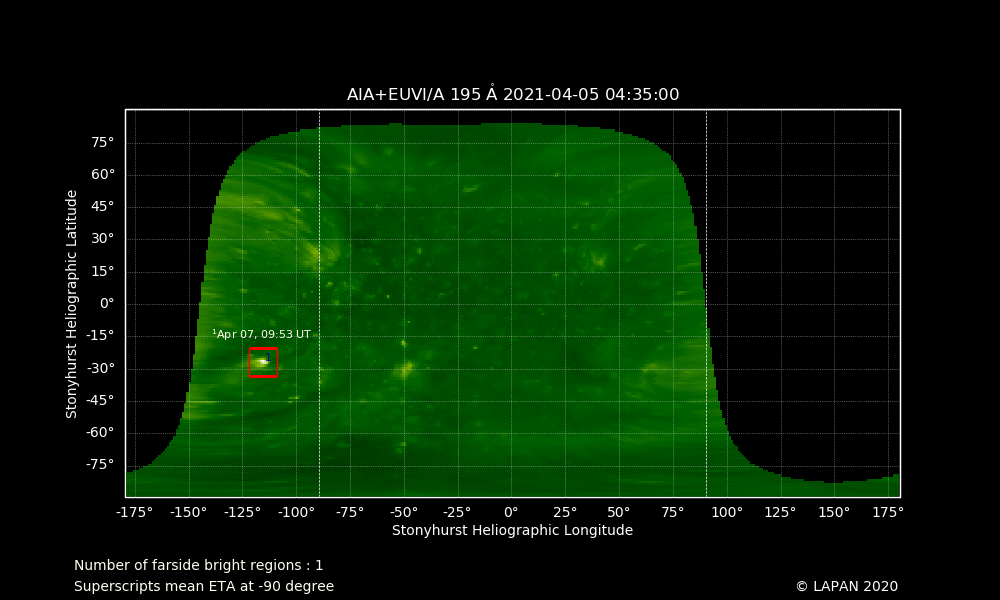 AIA+EUVI/A 195 Å 2021-04-05 04:35:00
75°
60°
45°
30°
15°
0°
-15°
-30°
-45°
-60°
-75°
Stonyhurst Heliographic Latitude
¹Apr 07, 09:53 UT
1
-175° -150° -125° -100° -75° -50° -25° 0° 25° 50° 75° 100° 125° 150° 175°
Stonyhurst Heliographic Longitude
Number of farside bright regions : 1
Superscripts mean ETA at -90 degree
© LAPAN 2020